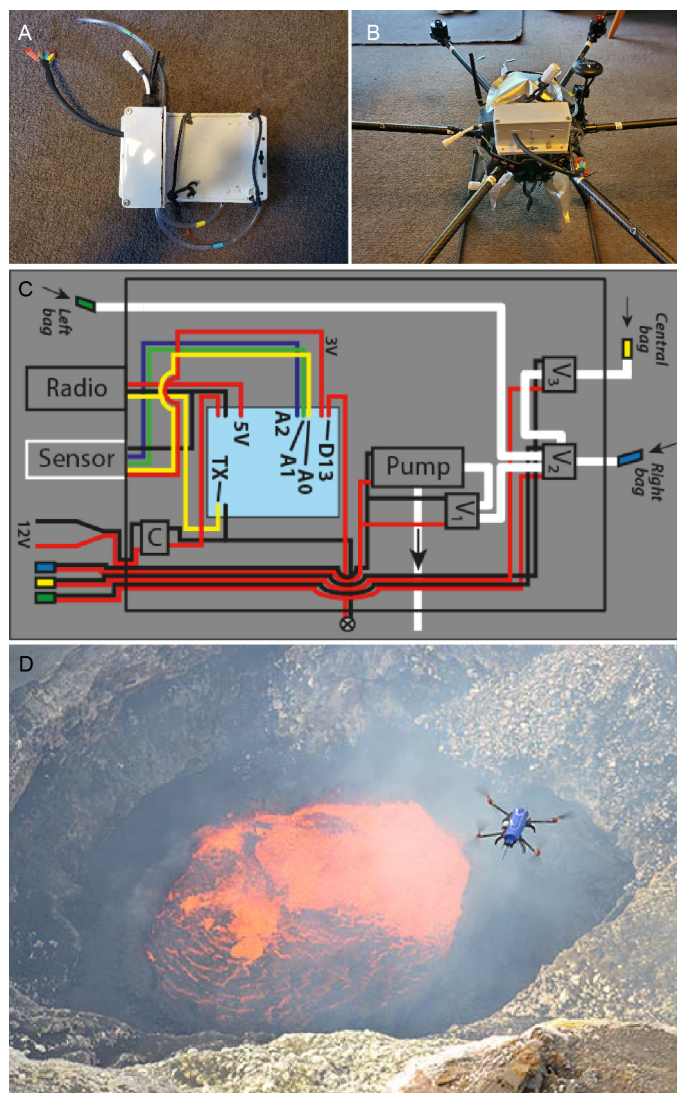 A
B
C
Left
bag
Central
bag
3V
V3
Radio
5V
A2
A1
A0
D13
Sensor
TX
Pump
V2
Right
bag
V1
12V
C
D